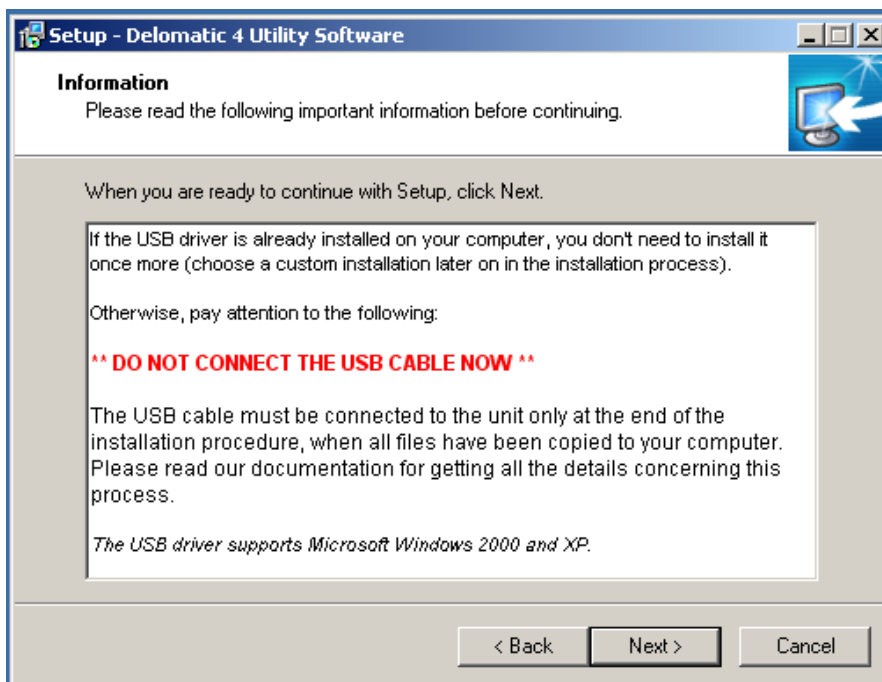 Setup - Delomatic 4 Utility Software
Information
Please read the following important information before continuing.
When you are ready to continue with Setup, click Next.
If the USB driver is already installed on your computer, you don't need to install it
once more (choose a custom installation later on in the installation process).
Otherwise, pay attention to the following:
** DO NOT CONNECT THE USB CABLE NOW **
The USB cable must be connected to the unit only at the end of the
installation procedure, when all files have been copied to your computer.
Please read our documentation for getting all the details concerning this
process.
The USB driver supports Microsoft Windows 2000 and XP.
< Back Next > Cancel